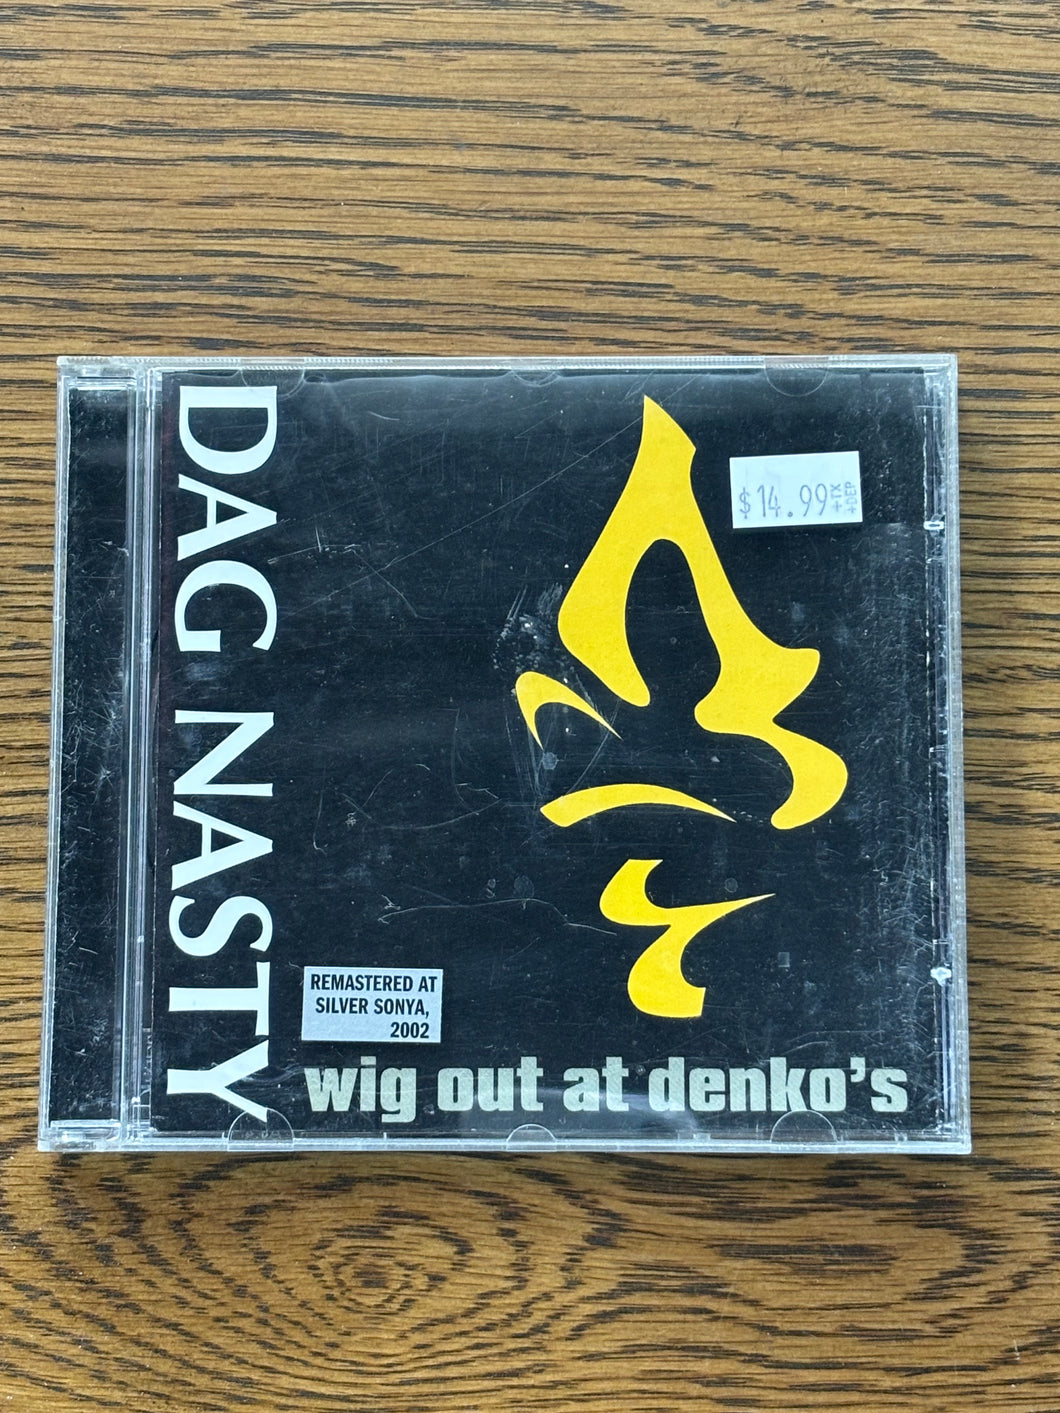 DAG NASTY
$14.99
+TX
+DEP
REMASTERED AT
SILVER SONYA,
2002
wig out at denko's